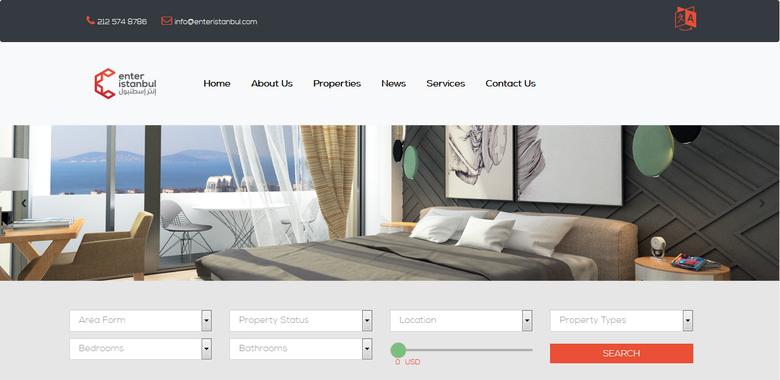 212 574 8786 info@enteristanbul.com
enter
istanbul
إنتر إسطنبول
Home About Us Properties News Services Contact Us
Area Form Property Status Location Property Types
Bedrooms Bathrooms
0 USD
SEARCH